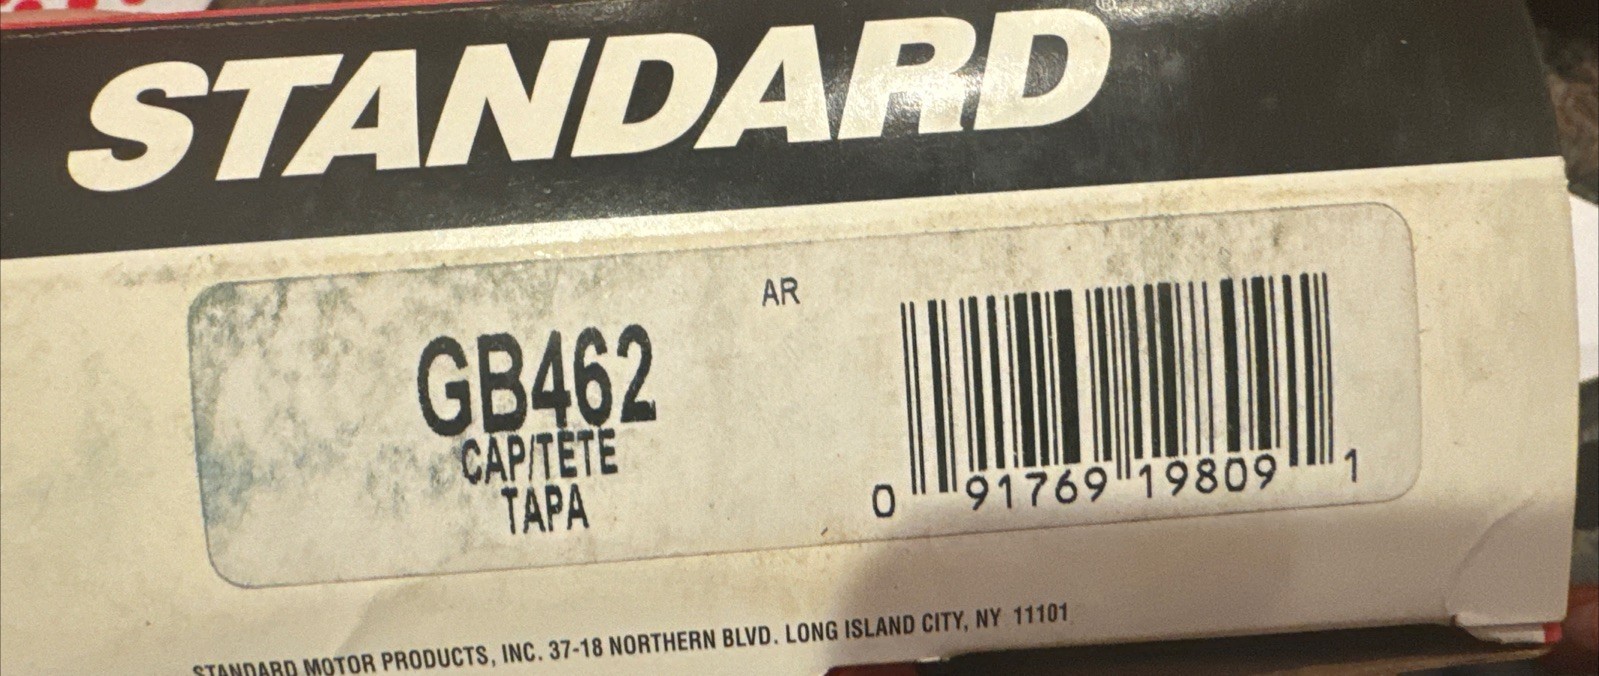 STANDARD
AR
GB462
CAP/TETE
TAPA
0 91769 19809 1
STANDARD MOTOR PRODUCTS, INC. 37-18 NORTHERN BLVD. LONG ISLAND CITY, NY 11101